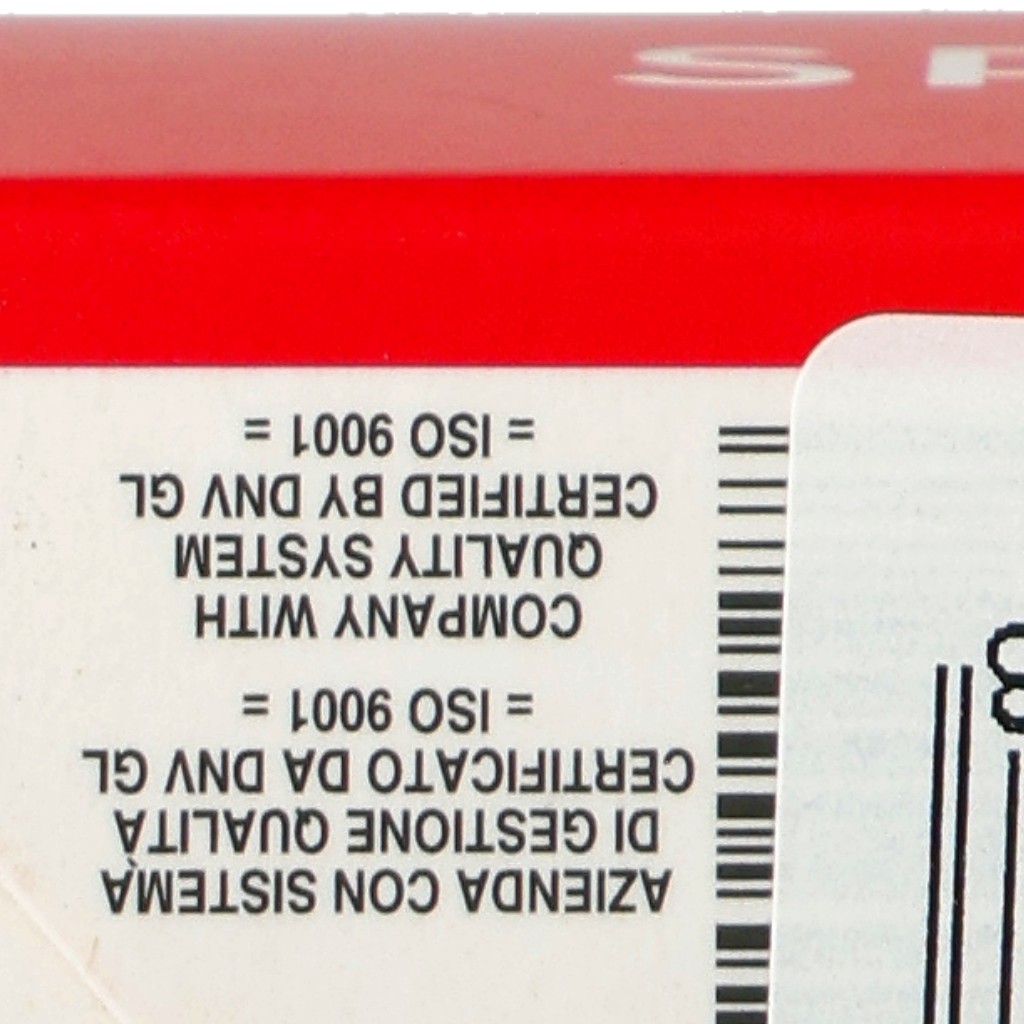 AZIENDA CON SISTEMA
DI GESTIONE QUALITÀ
CERTIFICATO DA DNV GL
= ISO 9001 =
COMPANY WITH
QUALITY SYSTEM
CERTIFIED BY DNV GL
= ISO 9001 =
8
S